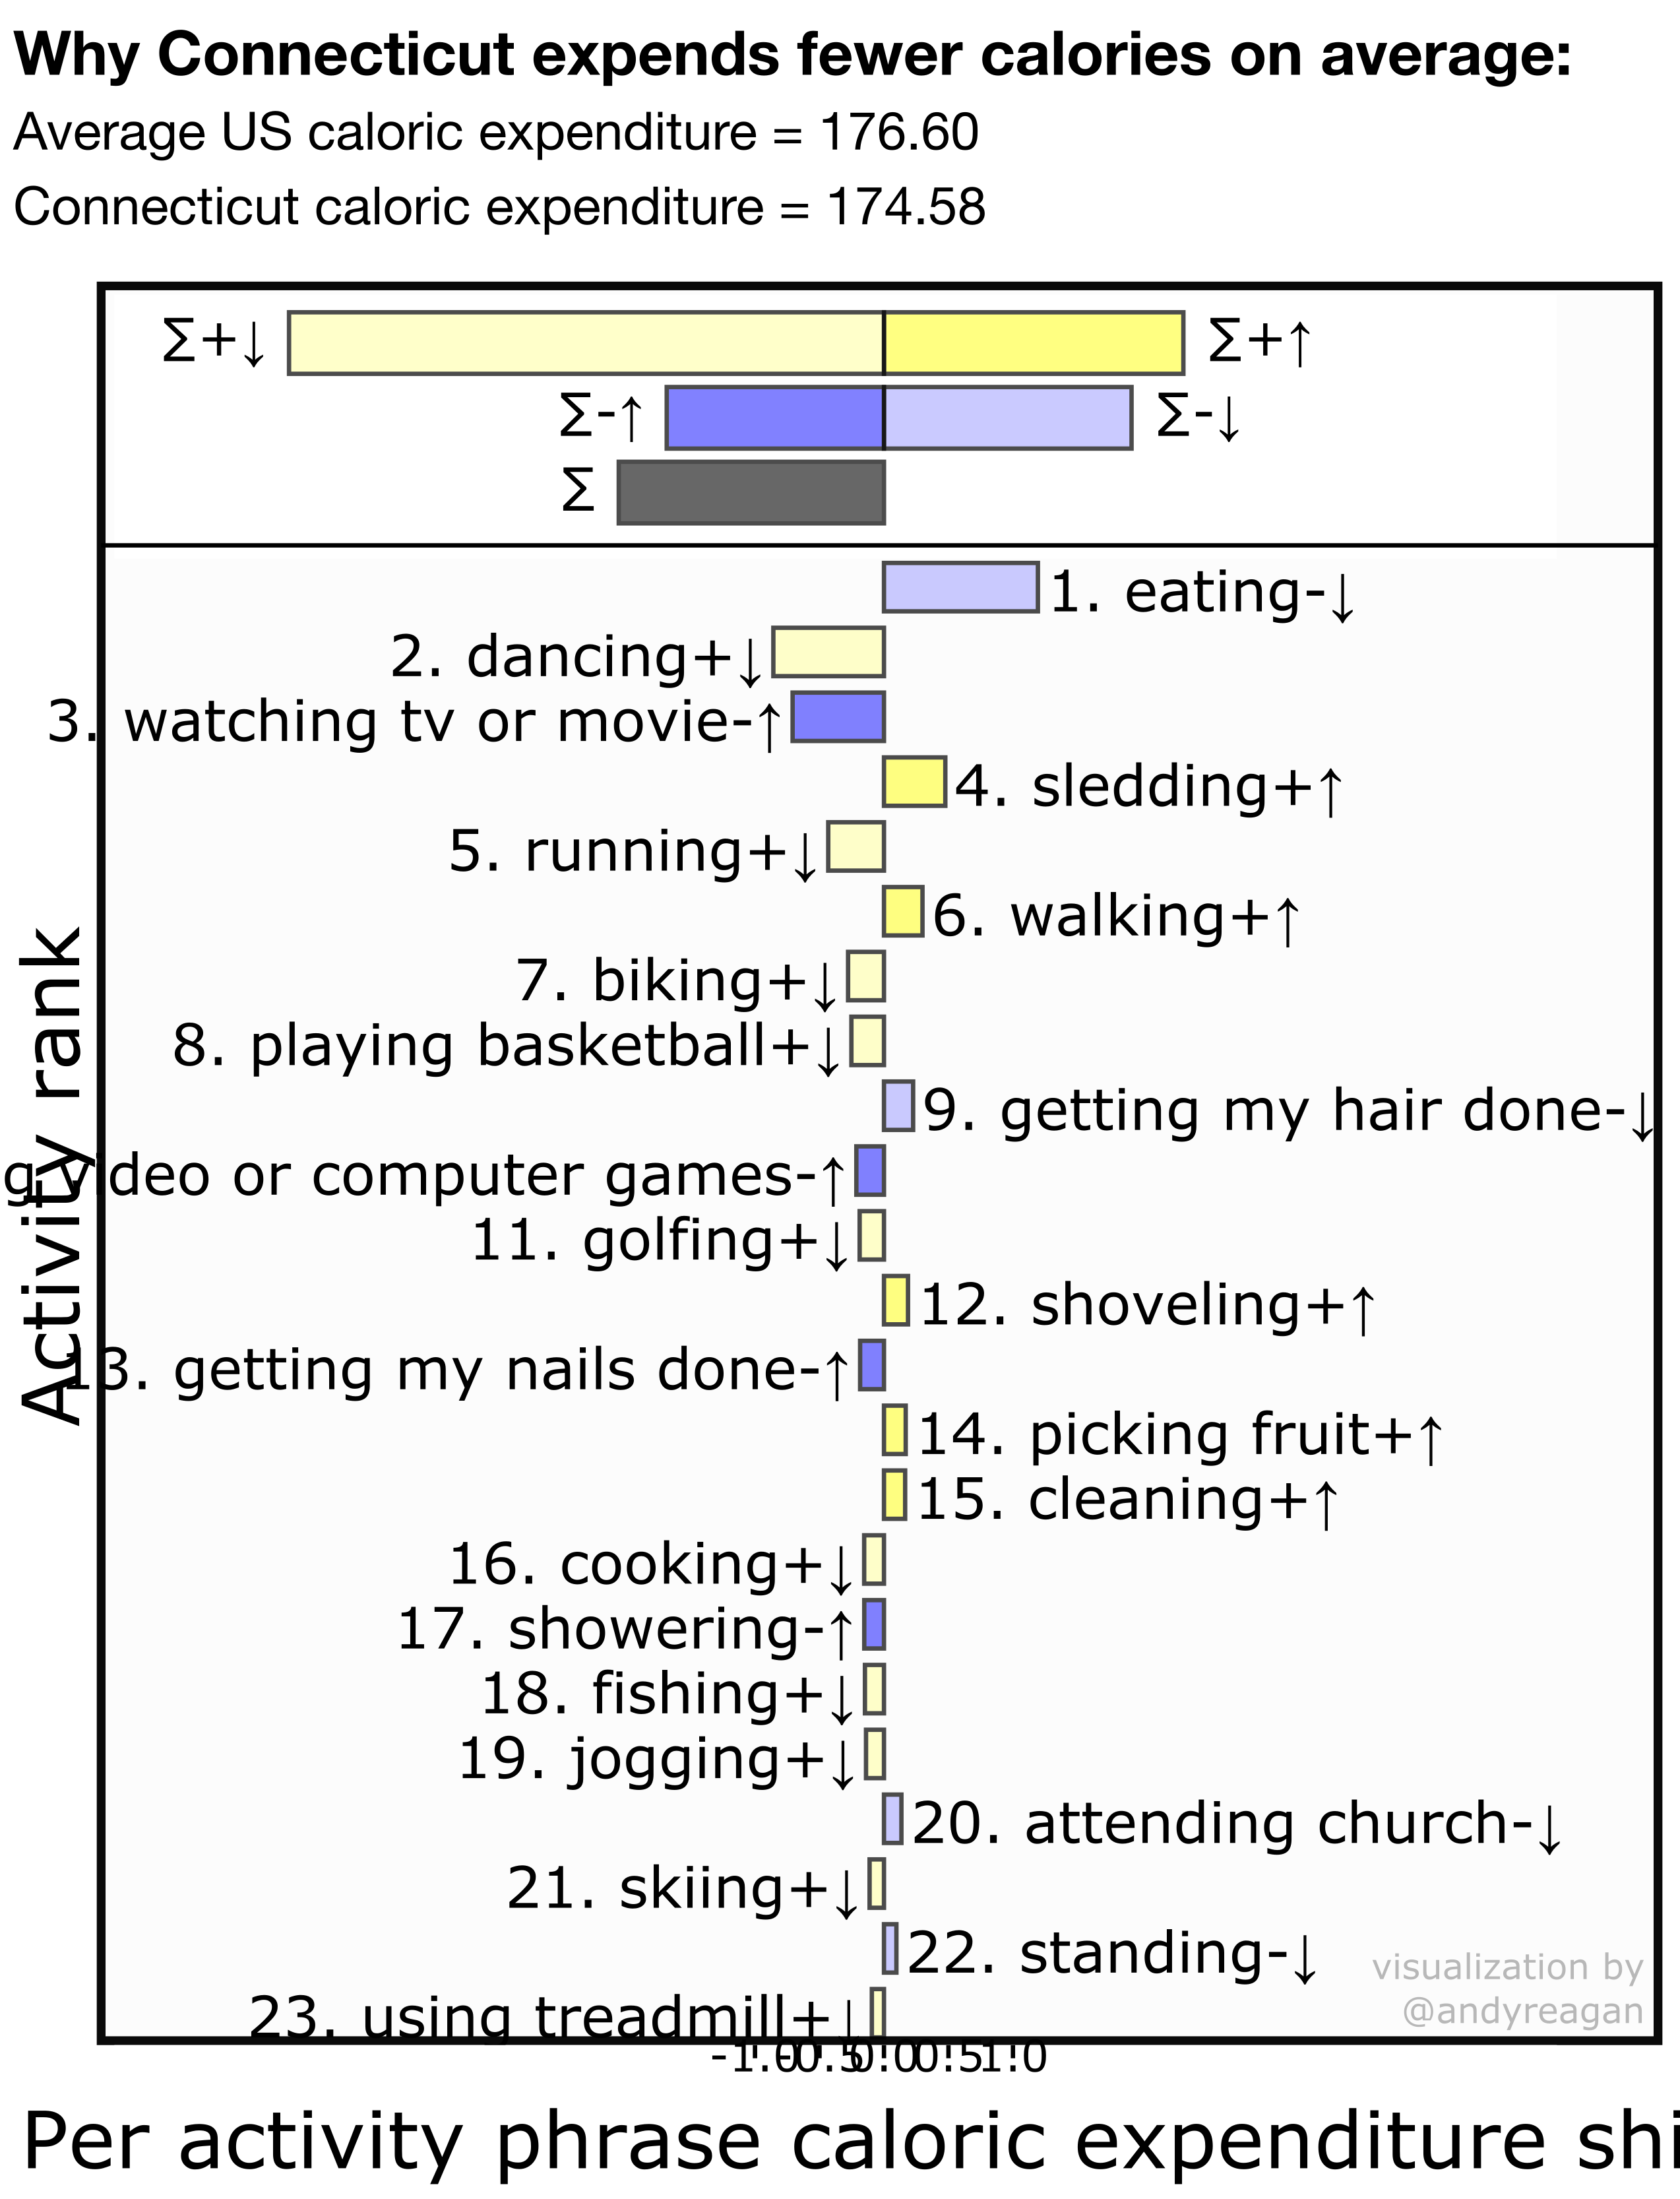 Why Connecticut expends fewer calories on average:
Average US caloric expenditure = 176.60
Connecticut caloric expenditure = 174.58
∑+↓
∑+↑
∑-↑
∑-↓
∑
1. eating-↓
2. dancing+↓
3. watching tv or movie-↑
4. sledding+↑
5. running+↓
6. walking+↑
7. biking+↓
8. playing basketball+↓
9. getting my hair done-↓
g video or computer games-↑
11. golfing+↓
12. shoveling+↑
13. getting my nails done-↑
14. picking fruit+↑
15. cleaning+↑
16. cooking+↓
17. showering-↑
18. fishing+↓
19. jogging+↓
20. attending church-↓
21. skiing+↓
22. standing-↓
23. using treadmill+↓
Activity rank
visualization by
@andyreagan
-1.0 -0.5 0.0 0.5 1.0
Per activity phrase caloric expenditure shi